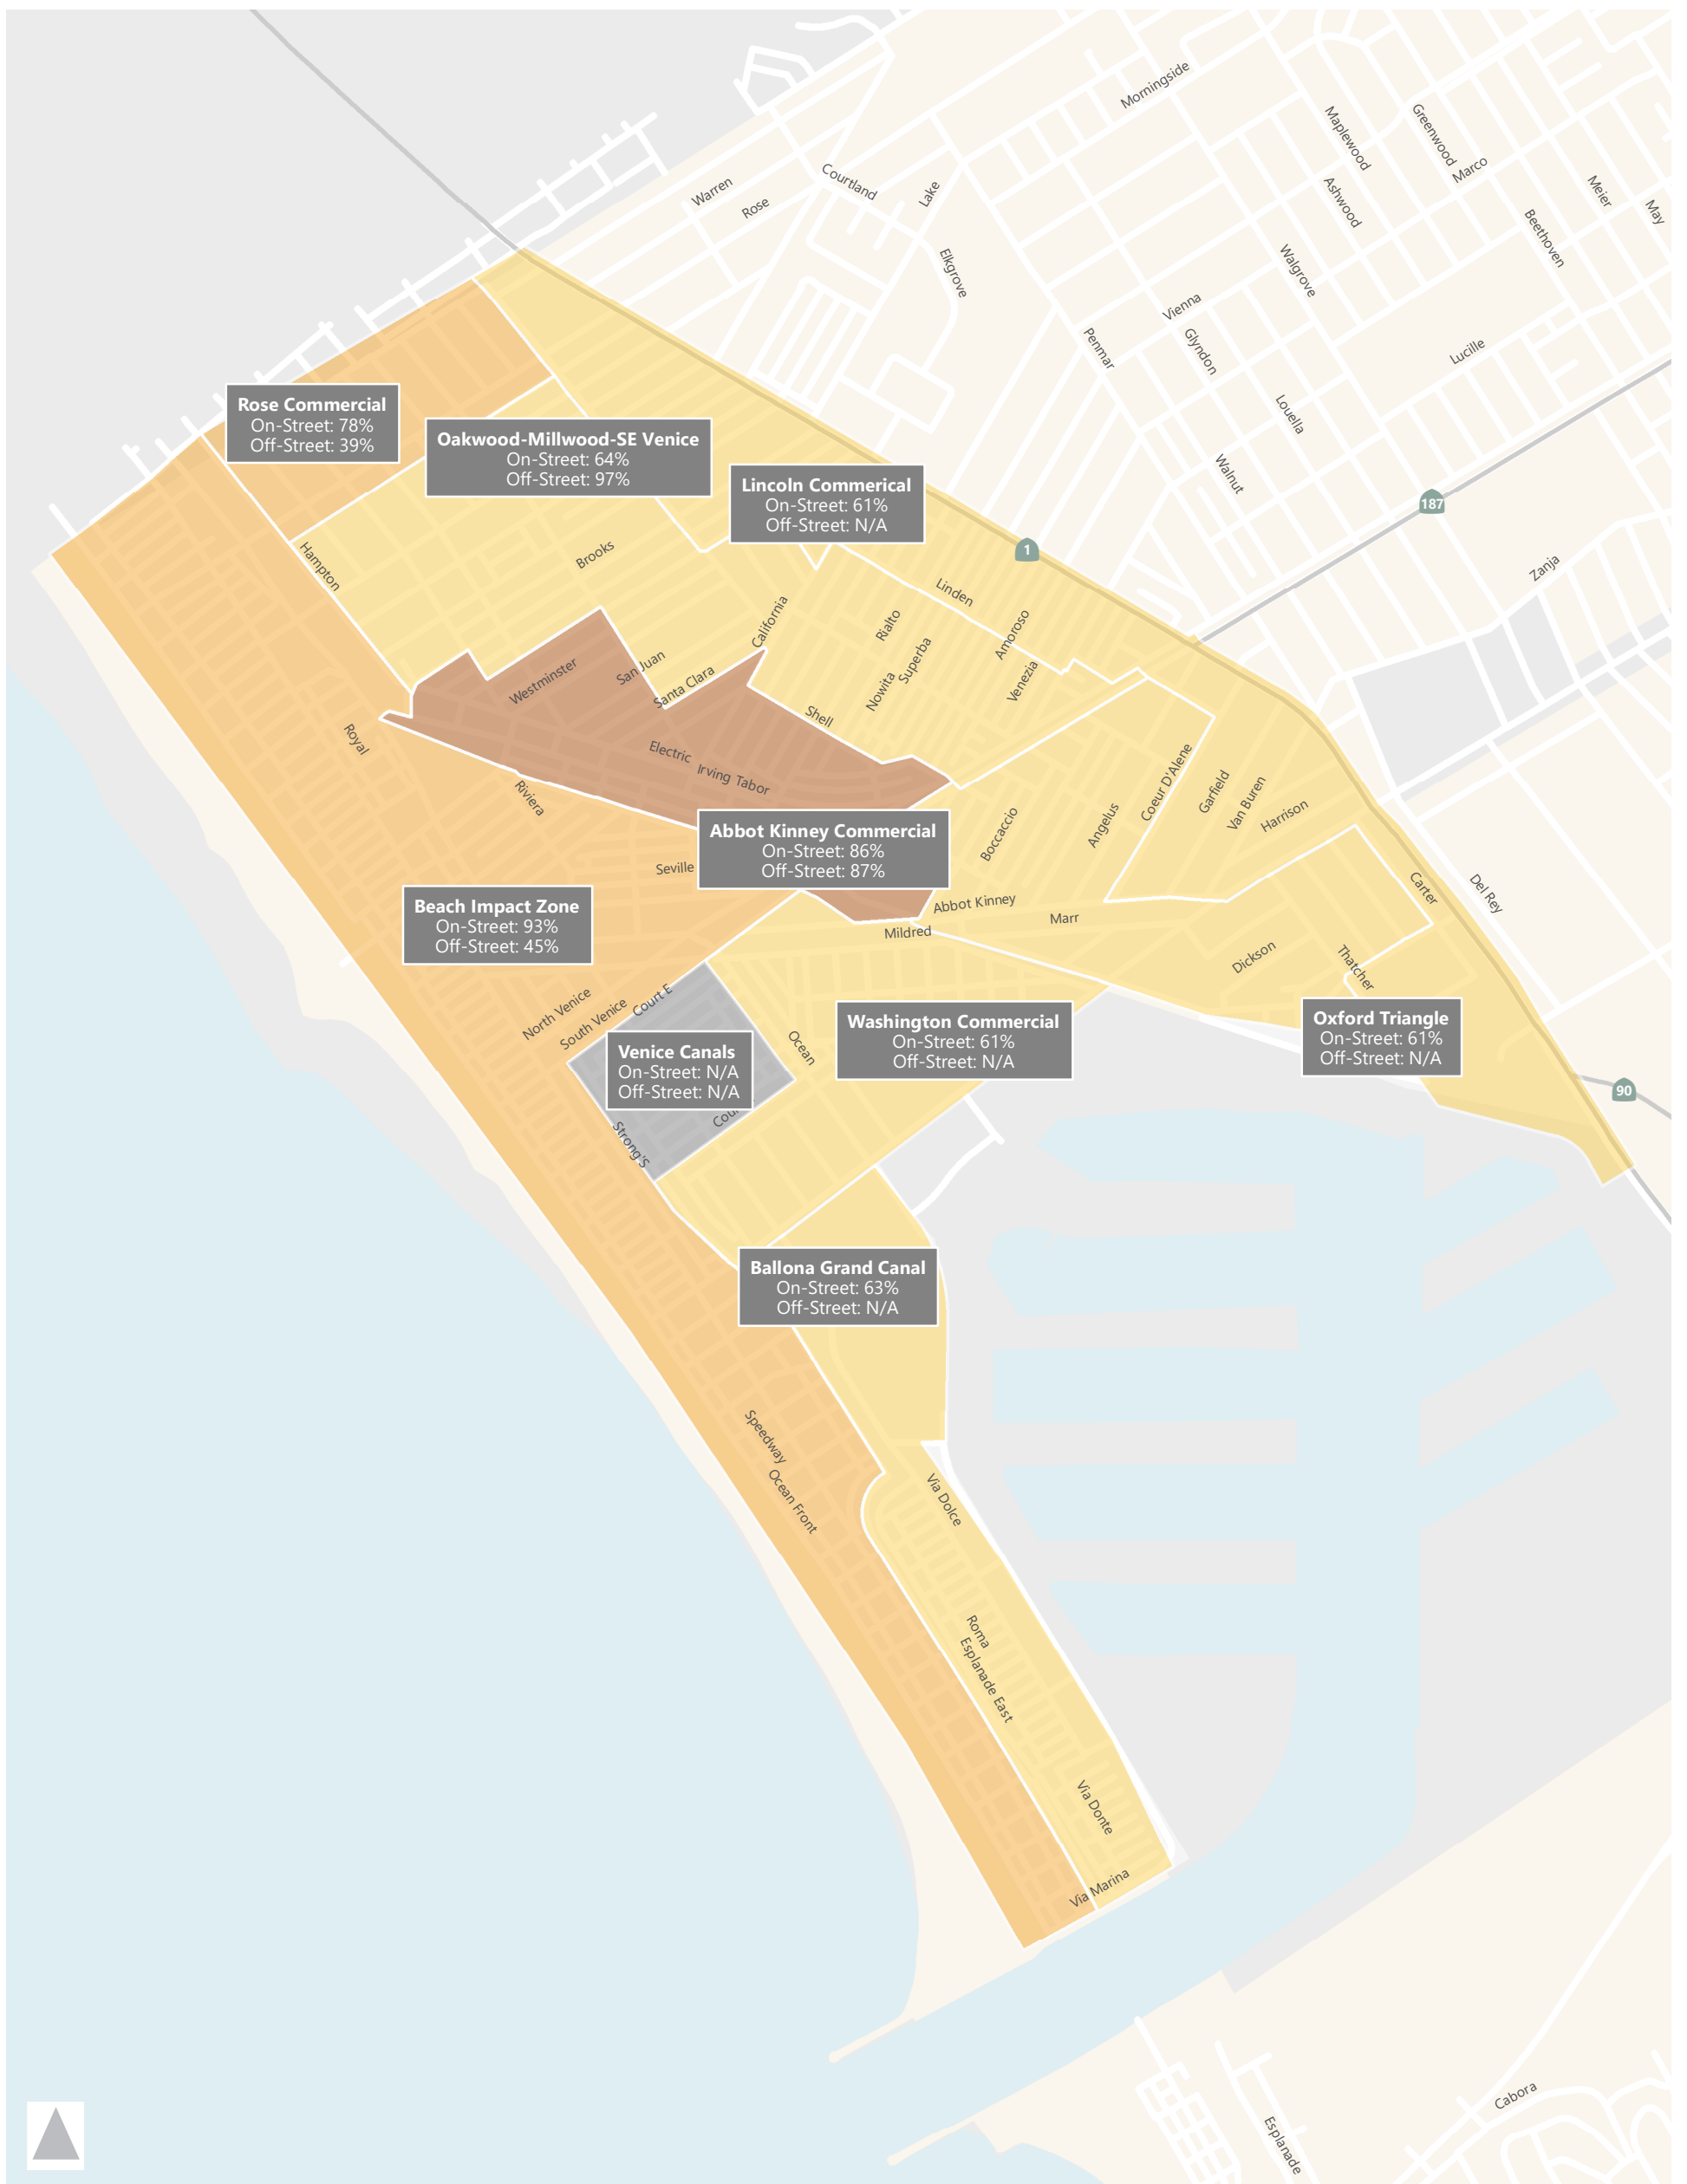 Morningside
Maplewood
Greenwood
Marco
Ashwood
Meier
May
Beethoven
Warren
Rose
Courtland
Lake
Elkgrove
Walgrove
Vienna
Penmar
Glyndon
Lucille
Louella
Walnut
187
1
Zanja
Rose Commercial
On-Street: 78%
Off-Street: 39%
Oakwood-Millwood-SE Venice
On-Street: 64%
Off-Street: 97%
Lincoln Commerical
On-Street: 61%
Off-Street: N/A
Hampton
Brooks
Linden
California
Rialto
Superba
Amoroso
Nowita
Venezia
Westminster
San Juan
Santa Clara
Shell
Royal
Electric
Irving Tabor
Riviera
Coeur D'Alene
Garfield
Van Buren
Harrison
Angelus
Boccaccio
Seville
Abbot Kinney Commercial
On-Street: 86%
Off-Street: 87%
Abbot Kinney
Marr
Mildred
Carter
Del Rey
Beach Impact Zone
On-Street: 93%
Off-Street: 45%
Dickson
Thatcher
North Venice
South Venice
Court E
Ocean
Venice Canals
On-Street: N/A
Off-Street: N/A
Strong'S
Washington Commercial
On-Street: 61%
Off-Street: N/A
Oxford Triangle
On-Street: 61%
Off-Street: N/A
90
Ballona Grand Canal
On-Street: 63%
Off-Street: N/A
Speedway
Ocean Front
Via Dolce
Roma
Esplanade East
Via Donte
Via Marina
Cabora
Esplanade